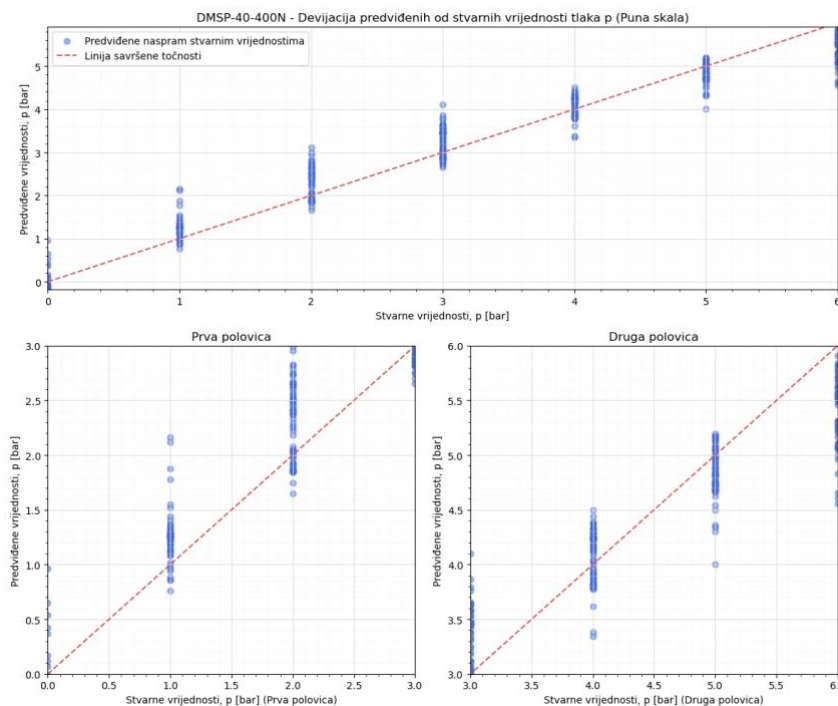 DMSP-40-400N - Devijacija predviđenih od stvarnih vrijednosti tlaka p (Puna skala)
Predviđene naspram stvarnim vrijednostima
Linija savršene točnosti
Predviđene vrijednosti, p [bar]
5
4
3
2
1
0
0 1 2 3 4 5 6
Stvarne vrijednosti, p [bar]
Prva polovica
Predviđene vrijednosti, p [bar]
3.0
2.5
2.0
1.5
1.0
0.5
0.0
0.0 0.5 1.0 1.5 2.0 2.5 3.0
Stvarne vrijednosti, p [bar] (Prva polovica)
Druga polovica
Predviđene vrijednosti, p [bar]
6.0
5.5
5.0
4.5
4.0
3.5
3.0
3.0 3.5 4.0 4.5 5.0 5.5 6.0
Stvarne vrijednosti, p [bar] (Druga polovica)